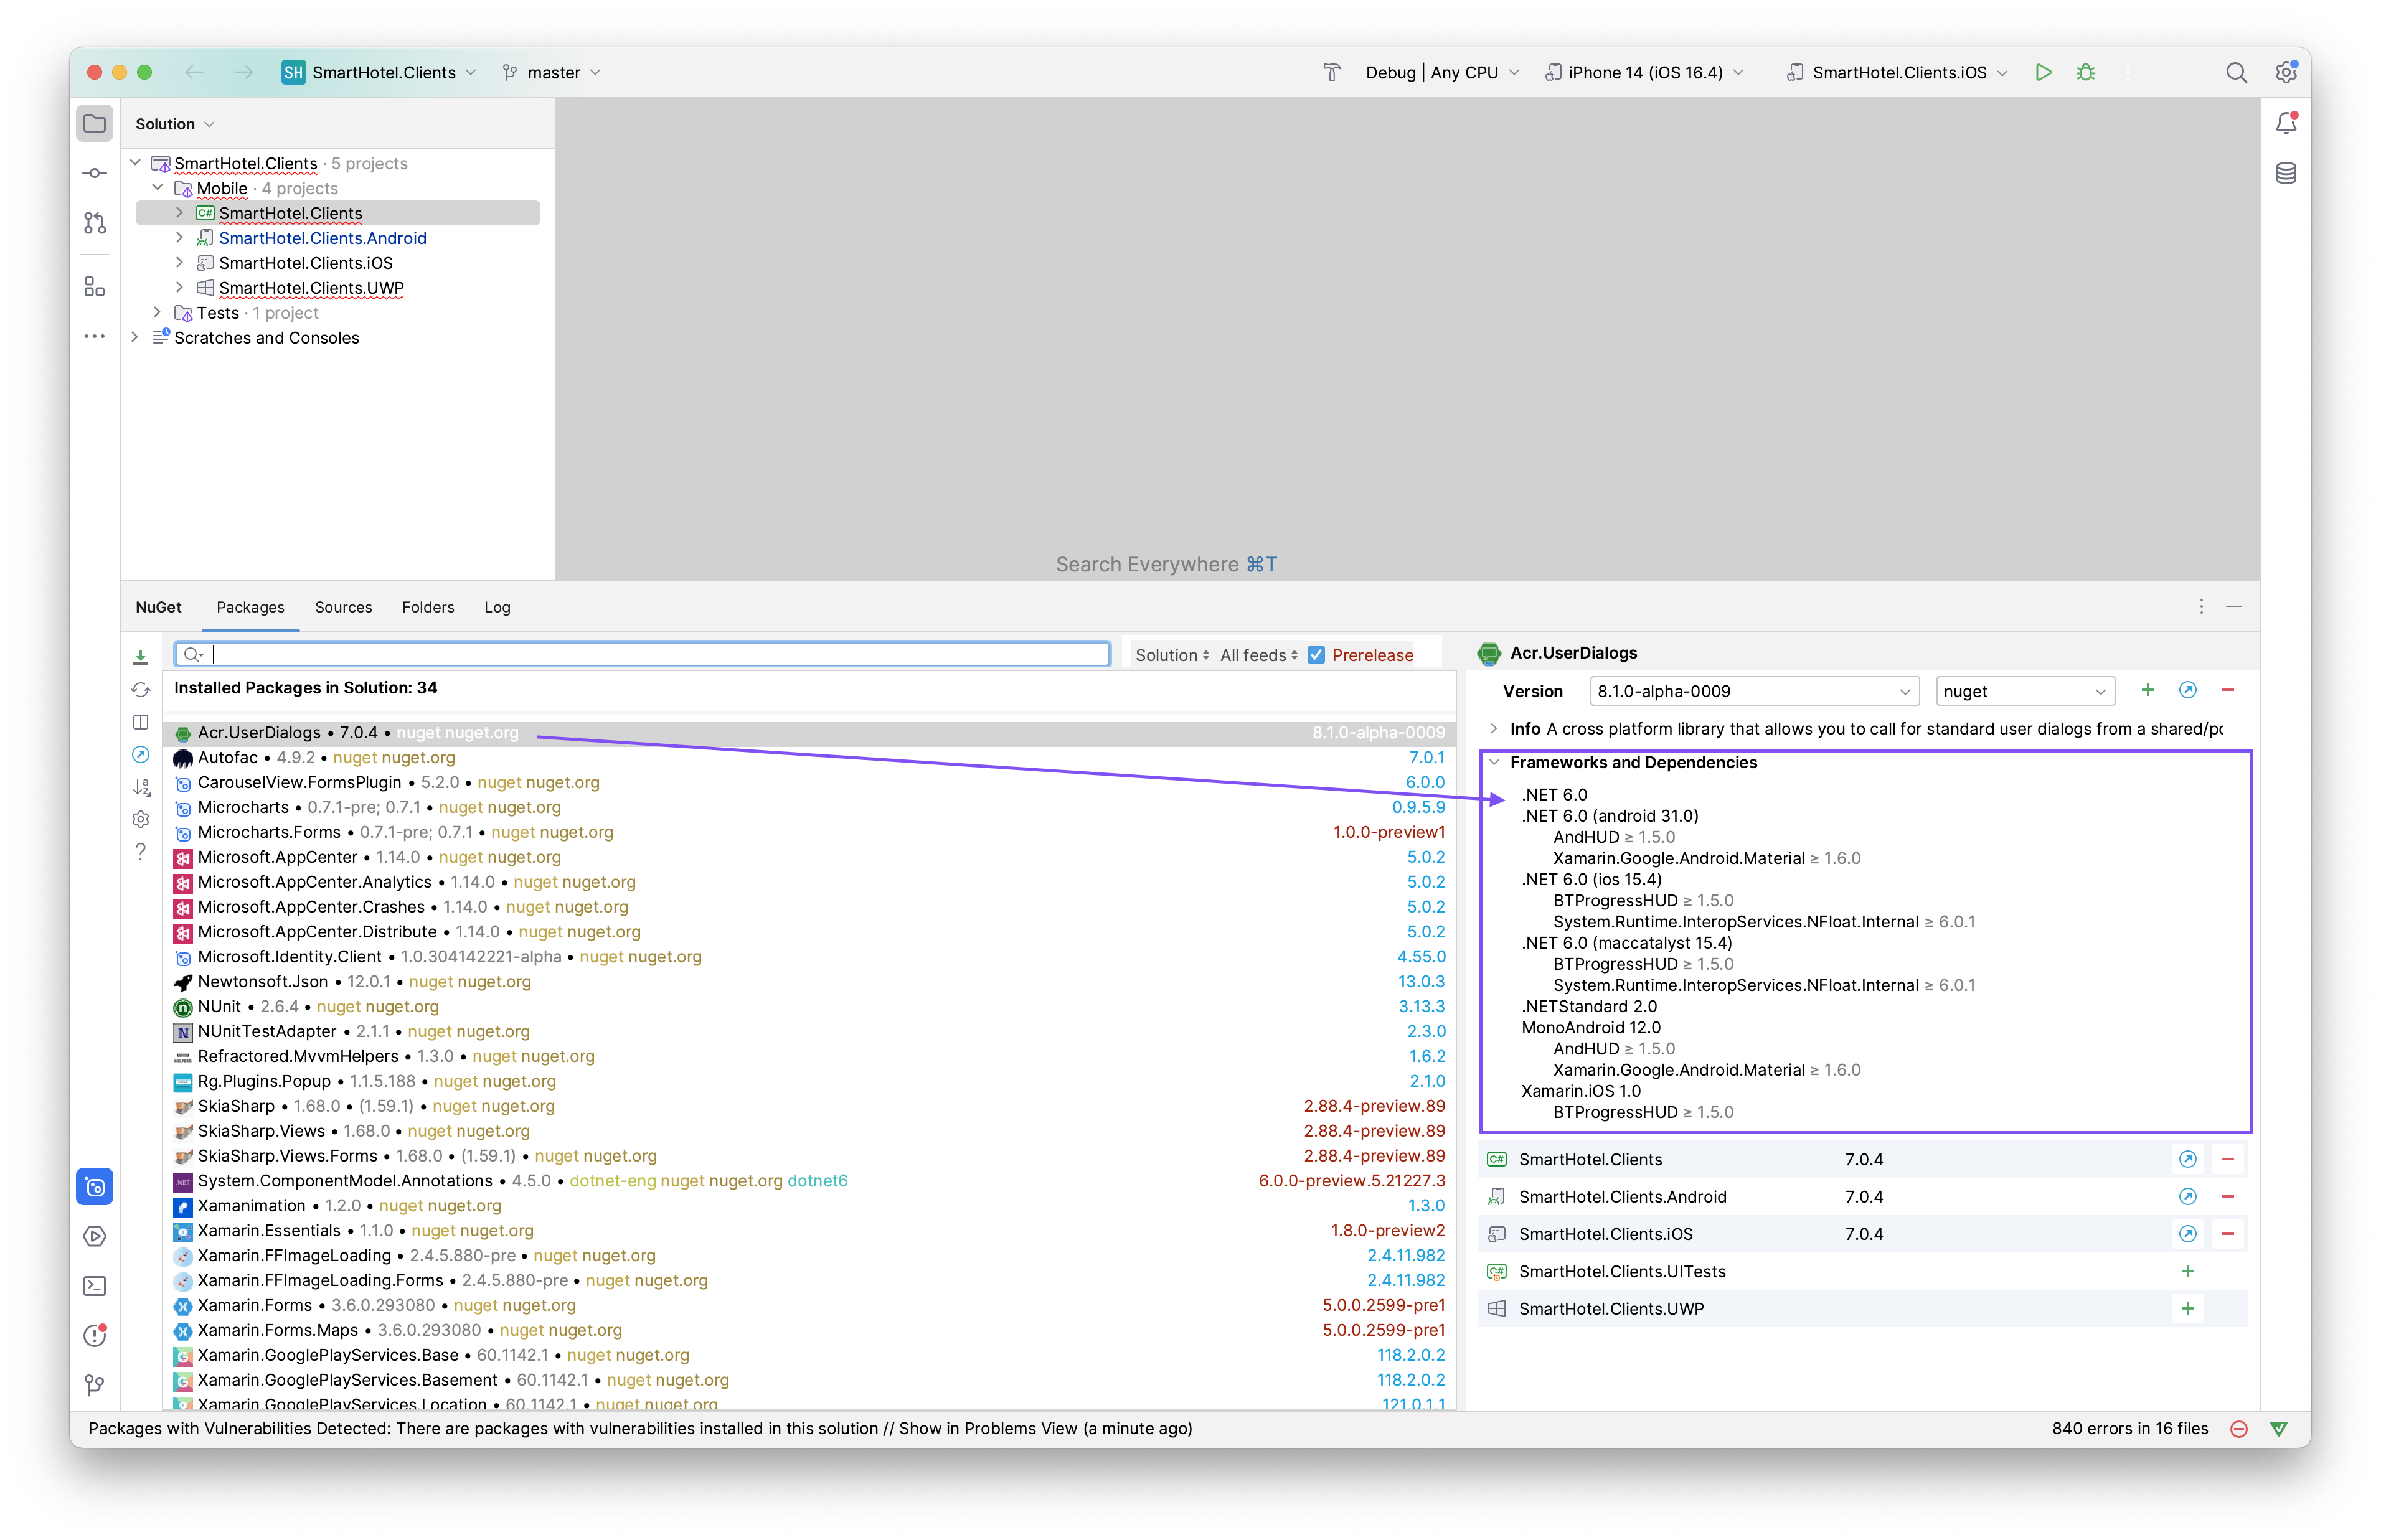 SH SmartHotel.Clients master Debug | Any CPU iPhone 14 (iOS 16.4) SmartHotel.Clients.iOS
Solution
SmartHotel.Clients · 5 projects
Mobile · 4 projects
C# SmartHotel.Clients
SmartHotel.Clients.Android
SmartHotel.Clients.iOS
SmartHotel.Clients.UWP
Tests · 1 project
Scratches and Consoles
Search Everywhere ⌘T
NuGet Packages Sources Folders Log
Solution All feeds Prerelease
Installed Packages in Solution: 34
Acr.UserDialogs • 7.0.4 • nuget nuget.org 8.1.0-alpha-0009
Autofac • 4.9.2 • nuget nuget.org 7.0.1
CarouselView.FormsPlugin • 5.2.0 • nuget nuget.org 6.0.0
Microcharts • 0.7.1-pre; 0.7.1 • nuget nuget.org 0.9.5.9
Microcharts.Forms • 0.7.1-pre; 0.7.1 • nuget nuget.org 1.0.0-preview1
Microsoft.AppCenter • 1.14.0 • nuget nuget.org 5.0.2
Microsoft.AppCenter.Analytics • 1.14.0 • nuget nuget.org 5.0.2
Microsoft.AppCenter.Crashes • 1.14.0 • nuget nuget.org 5.0.2
Microsoft.AppCenter.Distribute • 1.14.0 • nuget nuget.org 5.0.2
Microsoft.Identity.Client • 1.0.304142221-alpha • nuget nuget.org 4.55.0
Newtonsoft.Json • 12.0.1 • nuget nuget.org 13.0.3
NUnit • 2.6.4 • nuget nuget.org 3.13.3
NUnitTestAdapter • 2.1.1 • nuget nuget.org 2.3.0
Refractored.MvvmHelpers • 1.3.0 • nuget nuget.org 1.6.2
Rg.Plugins.Popup • 1.1.5.188 • nuget nuget.org 2.1.0
SkiaSharp • 1.68.0 • (1.59.1) • nuget nuget.org 2.88.4-preview.89
SkiaSharp.Views • 1.68.0 • nuget nuget.org 2.88.4-preview.89
SkiaSharp.Views.Forms • 1.68.0 • (1.59.1) • nuget nuget.org 2.88.4-preview.89
System.ComponentModel.Annotations • 4.5.0 • dotnet-eng nuget nuget.org dotnet6 6.0.0-preview.5.21227.3
Xamanimation • 1.2.0 • nuget nuget.org 1.3.0
Xamarin.Essentials • 1.1.0 • nuget nuget.org 1.8.0-preview2
Xamarin.FFImageLoading • 2.4.5.880-pre • nuget nuget.org 2.4.11.982
Xamarin.FFImageLoading.Forms • 2.4.5.880-pre • nuget nuget.org 2.4.11.982
Xamarin.Forms • 3.6.0.293080 • nuget nuget.org 5.0.0.2599-pre1
Xamarin.Forms.Maps • 3.6.0.293080 • nuget nuget.org 5.0.0.2599-pre1
Xamarin.GooglePlayServices.Base • 60.1142.1 • nuget nuget.org 118.2.0.2
Xamarin.GooglePlayServices.Basement • 60.1142.1 • nuget nuget.org 118.2.0.2
Xamarin.GooglePlayServices.Location • 60.1142.1 • nuget nuget.org 121.0.1.1
Acr.UserDialogs
Version 8.1.0-alpha-0009 nuget
Info A cross platform library that allows you to call for standard user dialogs from a shared/pc
Frameworks and Dependencies
.NET 6.0
.NET 6.0 (android 31.0)
AndHUD ≥ 1.5.0
Xamarin.Google.Android.Material ≥ 1.6.0
.NET 6.0 (ios 15.4)
BTProgressHUD ≥ 1.5.0
System.Runtime.InteropServices.NFloat.Internal ≥ 6.0.1
.NET 6.0 (maccatalyst 15.4)
BTProgressHUD ≥ 1.5.0
System.Runtime.InteropServices.NFloat.Internal ≥ 6.0.1
.NETStandard 2.0
MonoAndroid 12.0
AndHUD ≥ 1.5.0
Xamarin.Google.Android.Material ≥ 1.6.0
Xamarin.iOS 1.0
BTProgressHUD ≥ 1.5.0
C# SmartHotel.Clients 7.0.4
SmartHotel.Clients.Android 7.0.4
SmartHotel.Clients.iOS 7.0.4
C# SmartHotel.Clients.UITests
SmartHotel.Clients.UWP
Packages with Vulnerabilities Detected: There are packages with vulnerabilities installed in this solution // Show in Problems View (a minute ago) 840 errors in 16 files